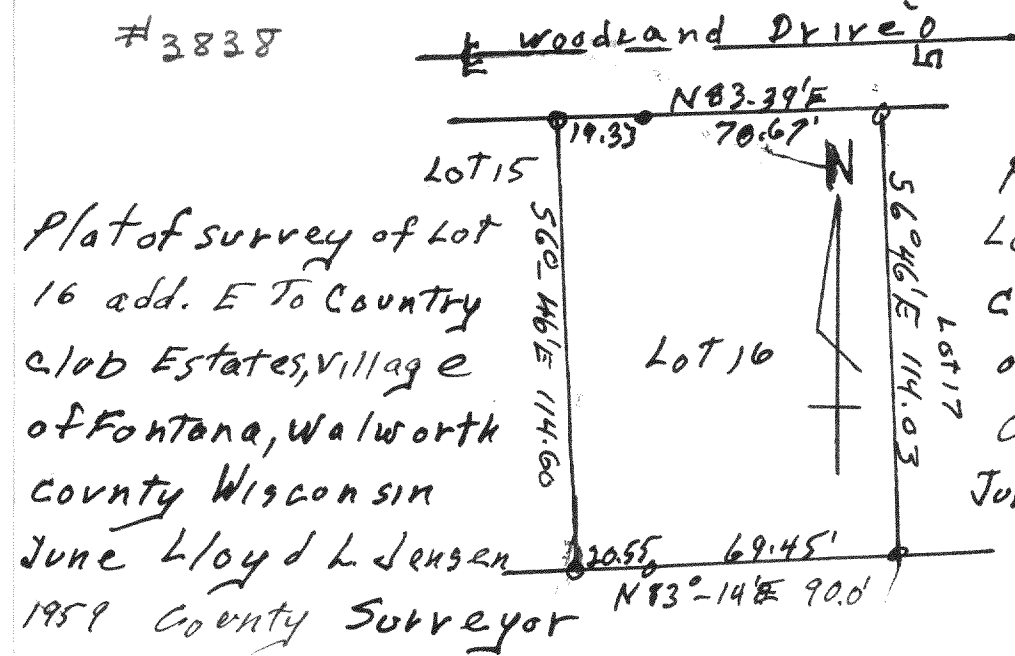 #3838
WoodLand Drive
N83-39'E
19.33 70.67'
N
LOT 15
S6°-46'E 114.60
S6°46'E 114.03
LOT 17
LOT 16
Plat of survey of Lot
16 add. E To Country
Clob Estates, Village
of Fontana, Walworth
County Wisconsin
June Lloyd L. Jensen
1959 County Surveyor
20.55 69.45'
N83°-14'E 90.0'